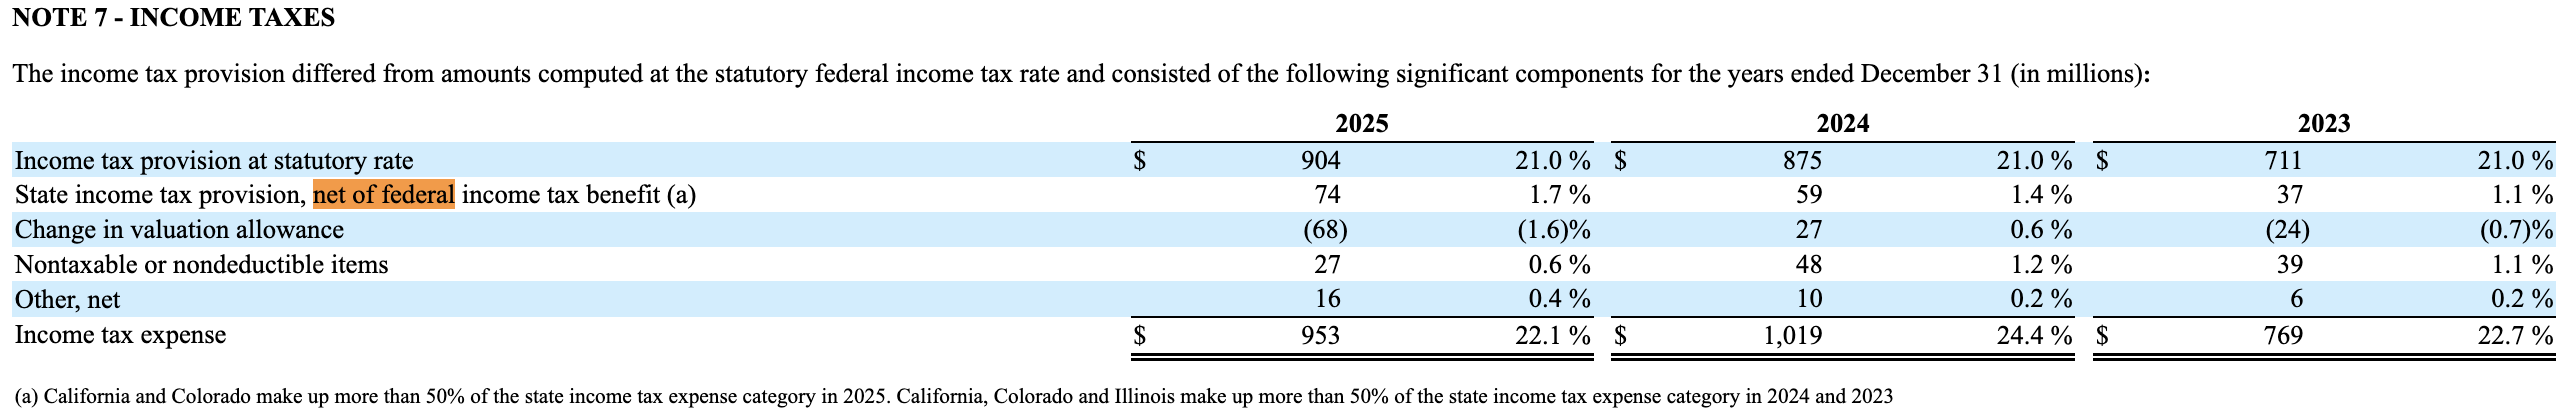 NOTE 7 - INCOME TAXES
The income tax provision differed from amounts computed at the statutory federal income tax rate and consisted of the following significant components for the years ended December 31 (in millions):
2025 2024 2023
Income tax provision at statutory rate $ 904 21.0 % $ 875 21.0 % $ 711 21.0 %
State income tax provision, net of federal income tax benefit (a) 74 1.7 % 59 1.4 % 37 1.1 %
Change in valuation allowance (68) (1.6)% 27 0.6 % (24) (0.7)%
Nontaxable or nondeductible items 27 0.6 % 48 1.2 % 39 1.1 %
Other, net 16 0.4 % 10 0.2 % 6 0.2 %
Income tax expense $ 953 22.1 % $ 1,019 24.4 % $ 769 22.7 %
(a) California and Colorado make up more than 50% of the state income tax expense category in 2025. California, Colorado and Illinois make up more than 50% of the state income tax expense category in 2024 and 2023